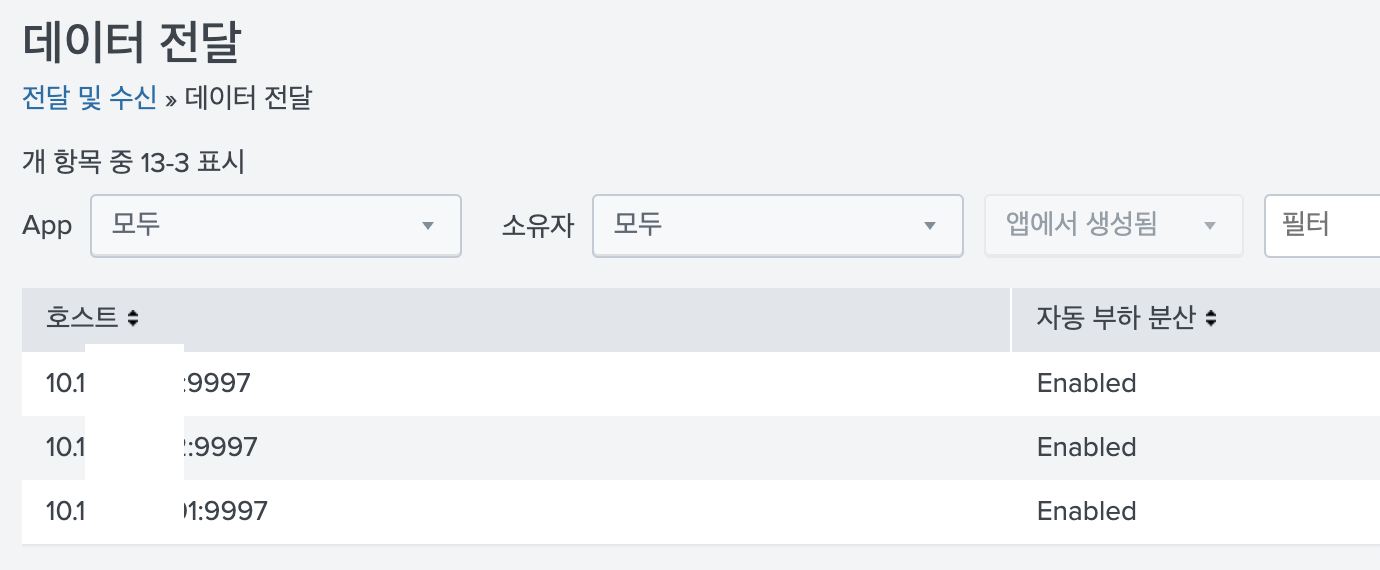 데이터 전달
전달 및 수신 » 데이터 전달
개 항목 중 13-3 표시
App 모두 소유자 모두 앱에서 생성됨 필터
호스트 자동 부하 분산
10.1 :9997 Enabled
10.1 2:9997 Enabled
10.1 01:9997 Enabled